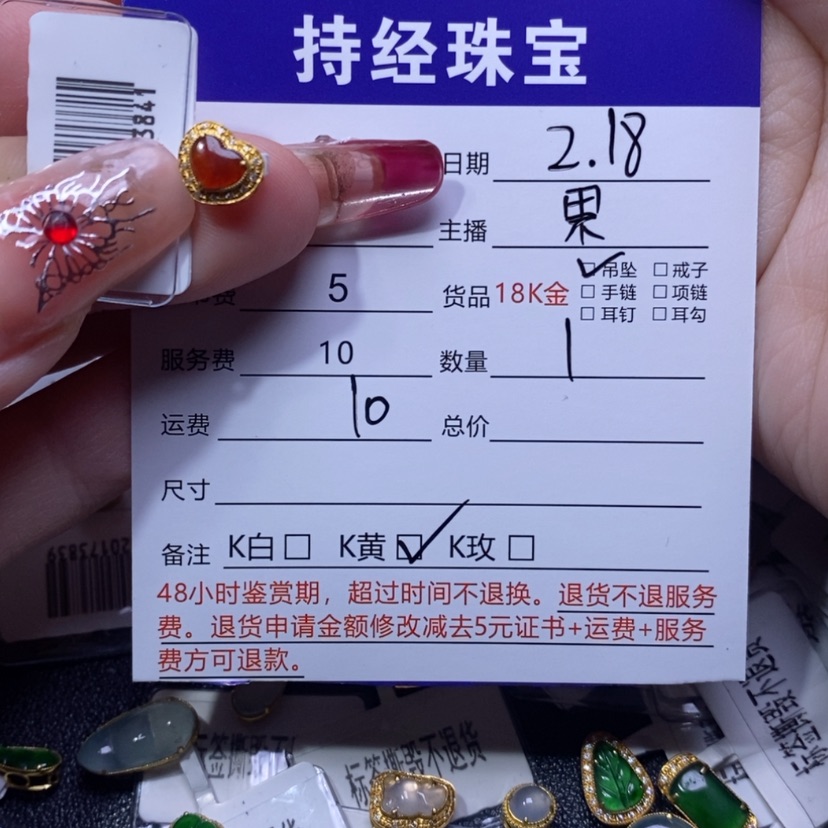 持经珠宝
3841
日期 2.18
主播 果
费 5
货品 18K金 吊坠 戒子
手链 项链
耳钉 耳勾
服务费 10
数量 1
运费 10
总价
尺寸
备注 K白 K黄 K玫
48小时鉴赏期，超过时间不退换。退货不退服务
费。退货申请金额修改减去5元证书+运费+服务
费方可退款。
20173839
标签撕毁不退货